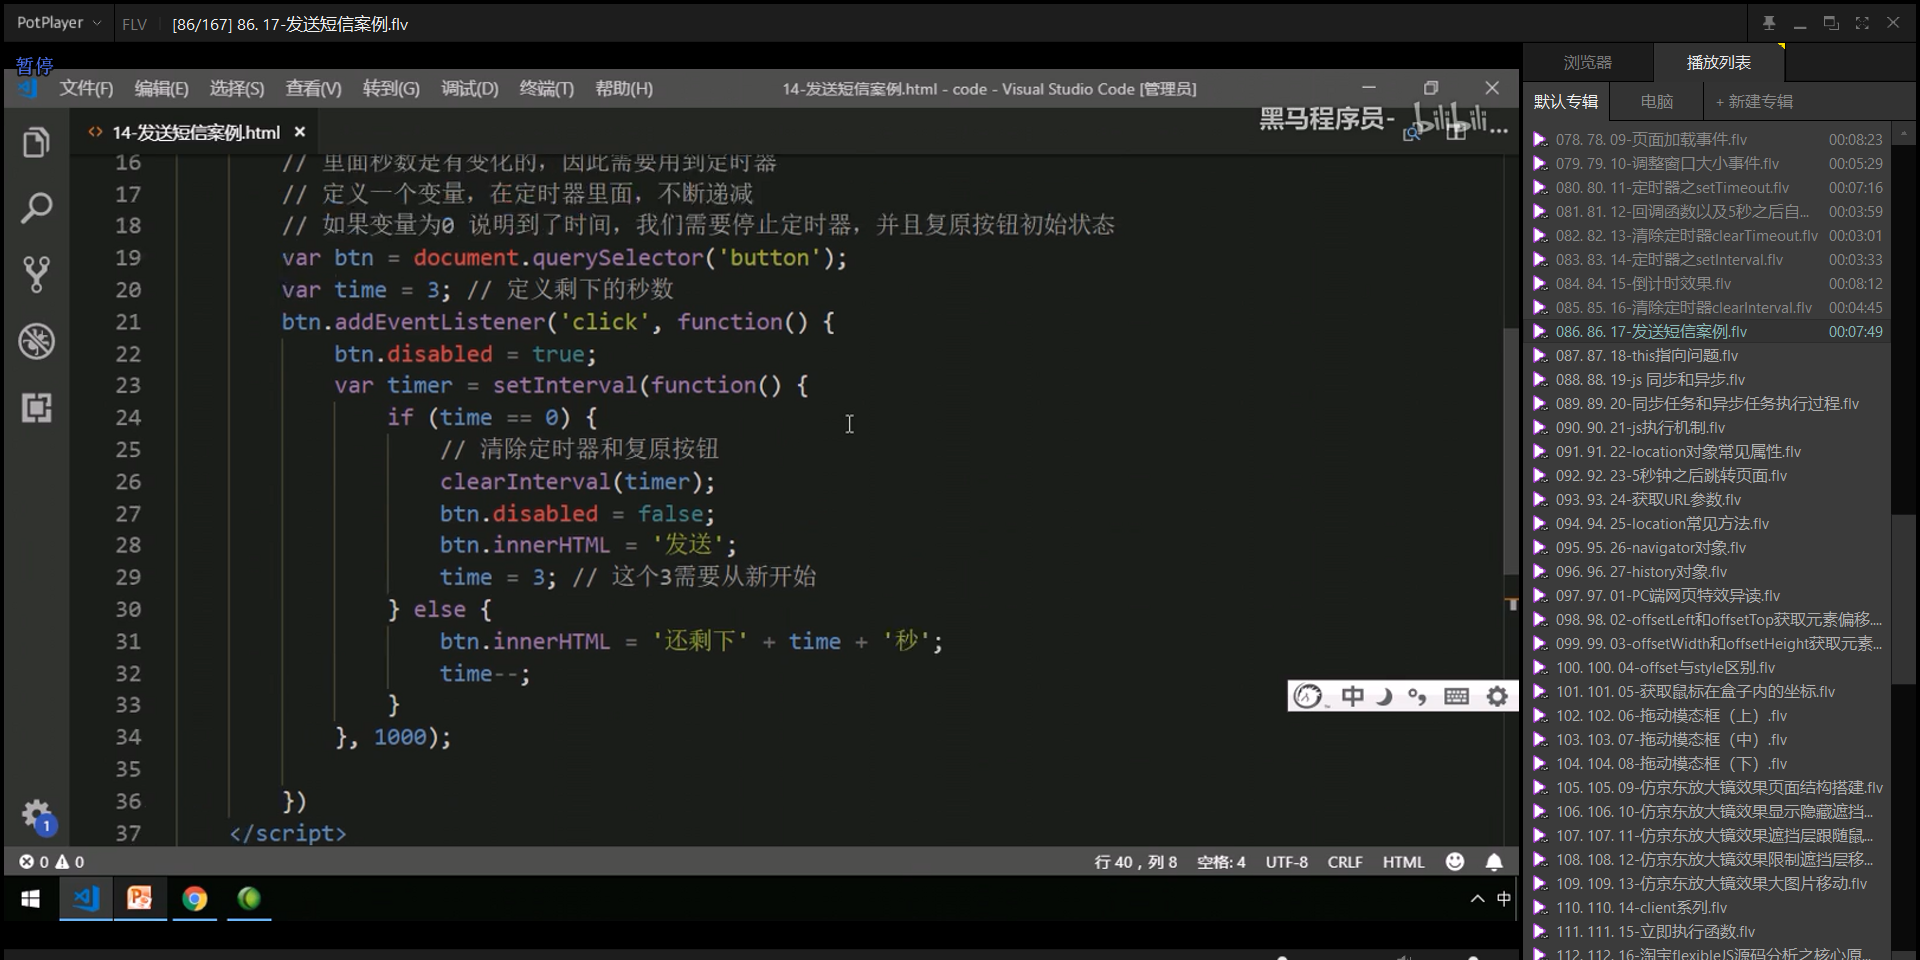 PotPlayer
FLV
[86/167] 86. 17-发送短信案例.flv
暂停
文件(F) 编辑(E) 选择(S) 查看(V) 转到(G) 调试(D) 终端(T) 帮助(H)
14-发送短信案例.html - code - Visual Studio Code [管理员]
14-发送短信案例.html
黑马程序员- bilibili
16 // 里面秒数是有变化的，因此需要用到定时器
17 // 定义一个变量，在定时器里面，不断递减
18 // 如果变量为0 说明到了时间，我们需要停止定时器，并且复原按钮初始状态
19 var btn = document.querySelector('button');
20 var time = 3; // 定义剩下的秒数
21 btn.addEventListener('click', function() {
22 btn.disabled = true;
23 var timer = setInterval(function() {
24 if (time == 0) {
25 // 清除定时器和复原按钮
26 clearInterval(timer);
27 btn.disabled = false;
28 btn.innerHTML = '发送';
29 time = 3; // 这个3需要从新开始
30 } else {
31 btn.innerHTML = '还剩下' + time + '秒';
32 time--;
33 }
34 }, 1000);
35
36 })
37 </script>
中
1
0 0
行 40，列 8 空格: 4 UTF-8 CRLF HTML
中
浏览器 播放列表
默认专辑 电脑 + 新建专辑
078. 78. 09-页面加载事件.flv 00:08:23
079. 79. 10-调整窗口大小事件.flv 00:05:29
080. 80. 11-定时器之setTimeout.flv 00:07:16
081. 81. 12-回调函数以及5秒之后自... 00:03:59
082. 82. 13-清除定时器clearTimeout.flv 00:03:01
083. 83. 14-定时器之setInterval.flv 00:03:33
084. 84. 15-倒计时效果.flv 00:08:12
085. 85. 16-清除定时器clearInterval.flv 00:04:45
086. 86. 17-发送短信案例.flv 00:07:49
087. 87. 18-this指向问题.flv
088. 88. 19-js 同步和异步.flv
089. 89. 20-同步任务和异步任务执行过程.flv
090. 90. 21-js执行机制.flv
091. 91. 22-location对象常见属性.flv
092. 92. 23-5秒钟之后跳转页面.flv
093. 93. 24-获取URL参数.flv
094. 94. 25-location常见方法.flv
095. 95. 26-navigator对象.flv
096. 96. 27-history对象.flv
097. 97. 01-PC端网页特效导读.flv
098. 98. 02-offsetLeft和offsetTop获取元素偏移....
099. 99. 03-offsetWidth和offsetHeight获取元素...
100. 100. 04-offset与style区别.flv
101. 101. 05-获取鼠标在盒子内的坐标.flv
102. 102. 06-拖动模态框（上）.flv
103. 103. 07-拖动模态框（中）.flv
104. 104. 08-拖动模态框（下）.flv
105. 105. 09-仿京东放大镜效果页面结构搭建.flv
106. 106. 10-仿京东放大镜效果显示隐藏遮挡...
107. 107. 11-仿京东放大镜效果遮挡层跟随鼠...
108. 108. 12-仿京东放大镜效果限制遮挡层移...
109. 109. 13-仿京东放大镜效果大图片移动.flv
110. 110. 14-client系列.flv
111. 111. 15-立即执行函数.flv
112. 112. 16-淘宝flexibleJS源码分析之核心原...